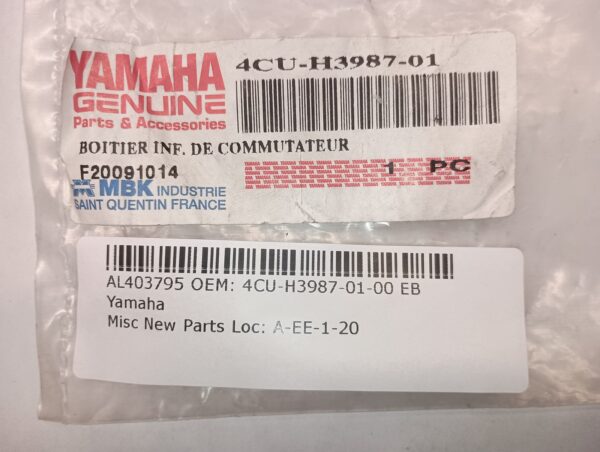 YAMAHA
GENUINE
Parts & Accessories
4CU-H3987-01
BOITIER INF. DE COMMUTATEUR
F20091014
1 PC
MBK INDUSTRIE
SAINT QUENTIN FRANCE
AL403795 OEM: 4CU-H3987-01-00 EB
Yamaha
Misc New Parts Loc: A-EE-1-20